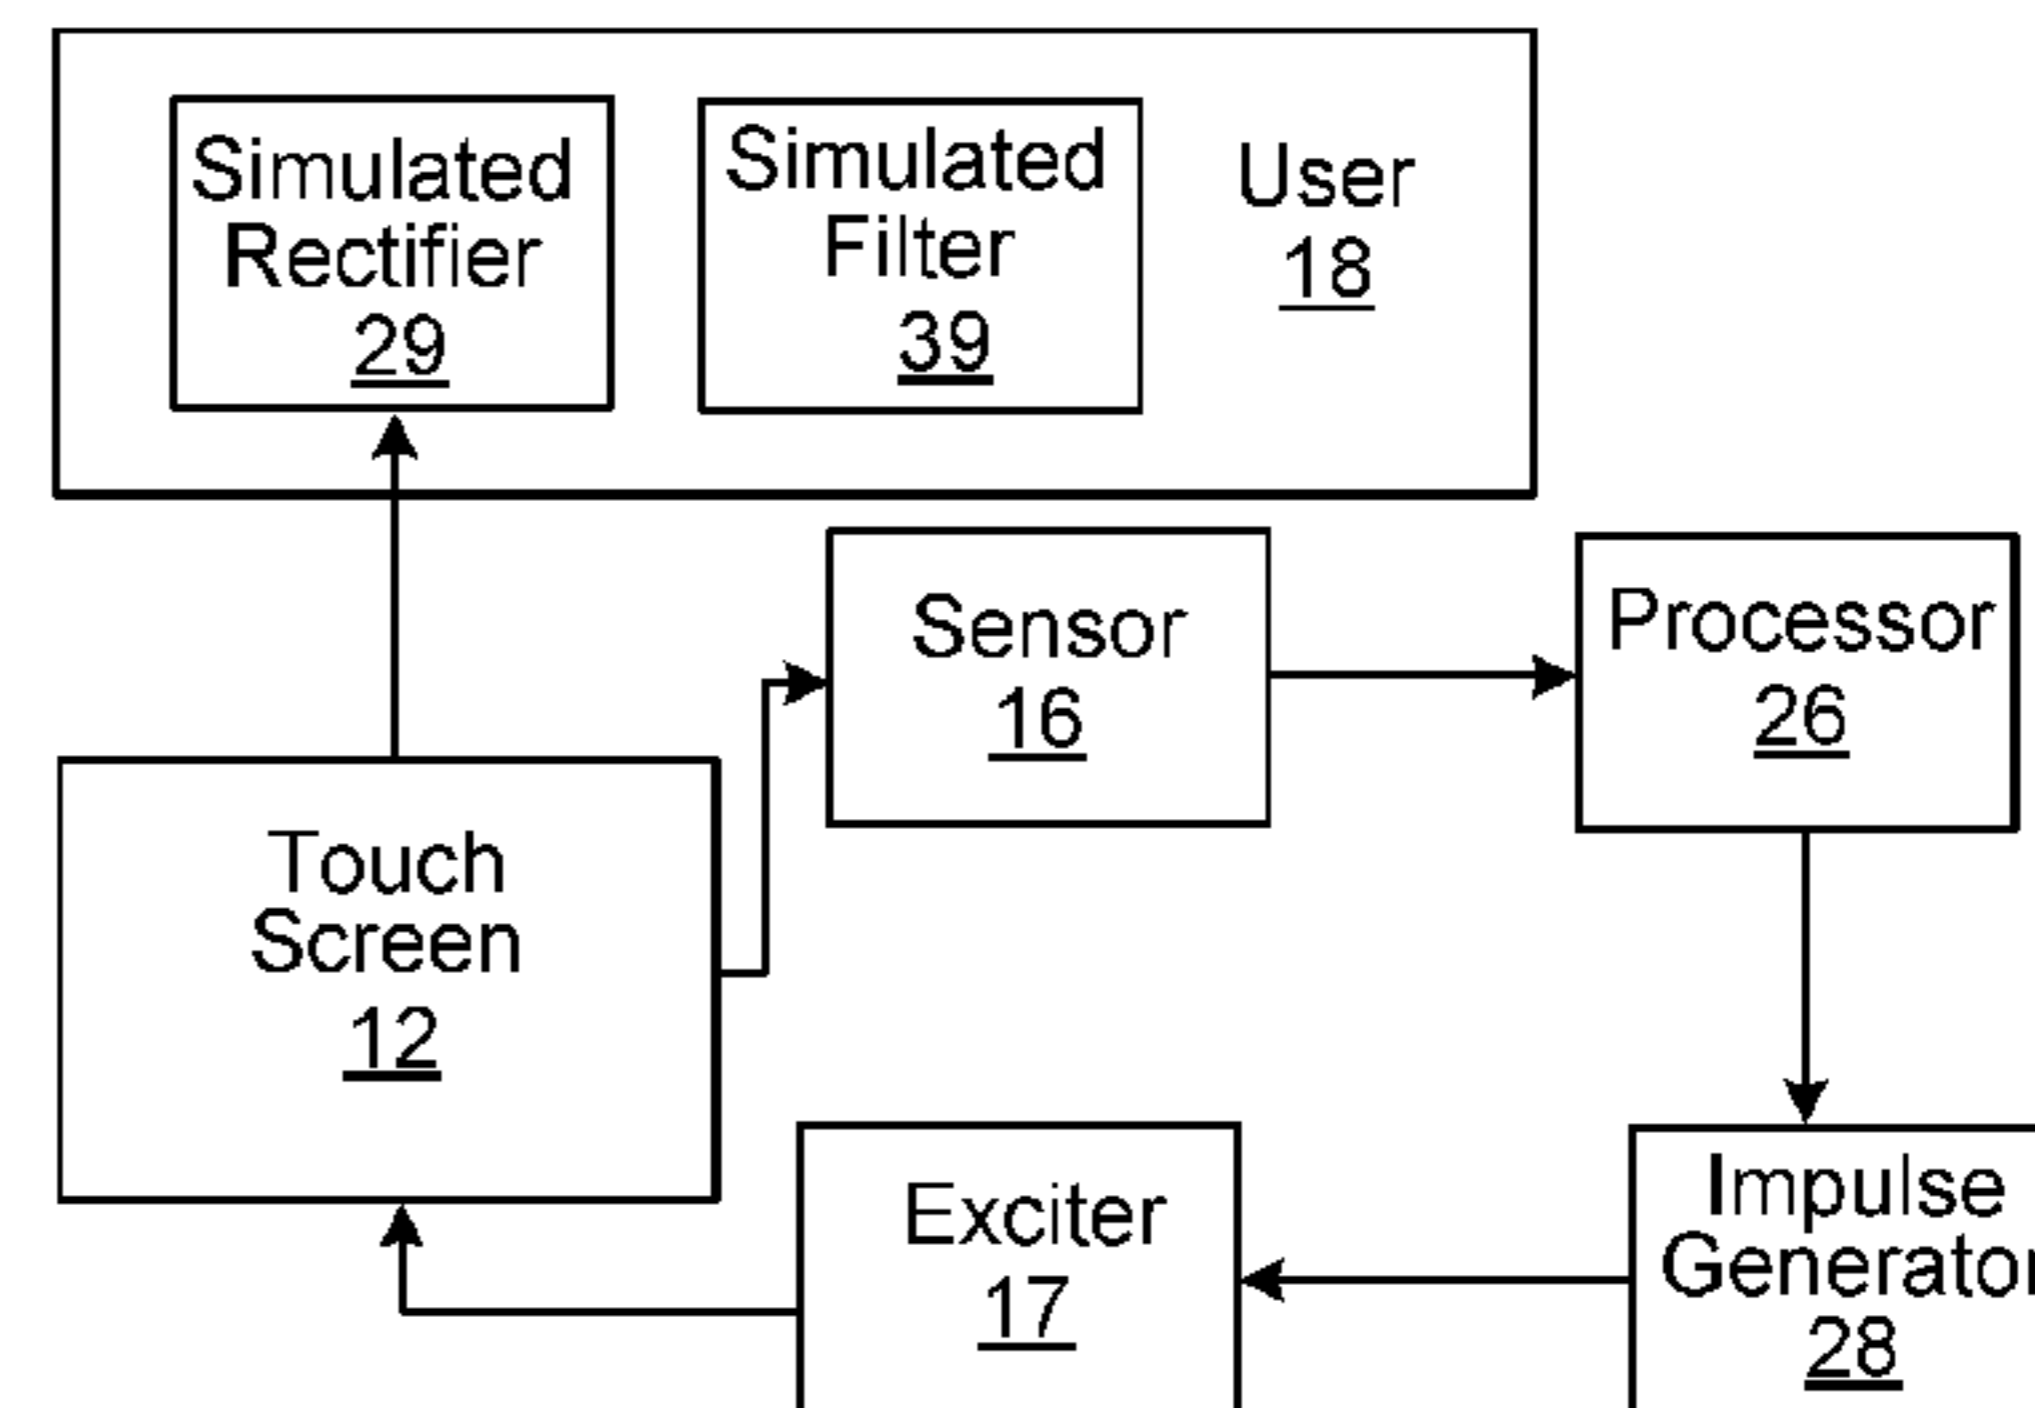 Simulated
Rectifier
29
Simulated
Filter
39
User
18
Sensor
16
Processor
26
Touch
Screen
12
Exciter
17
Impulse
Generator
28